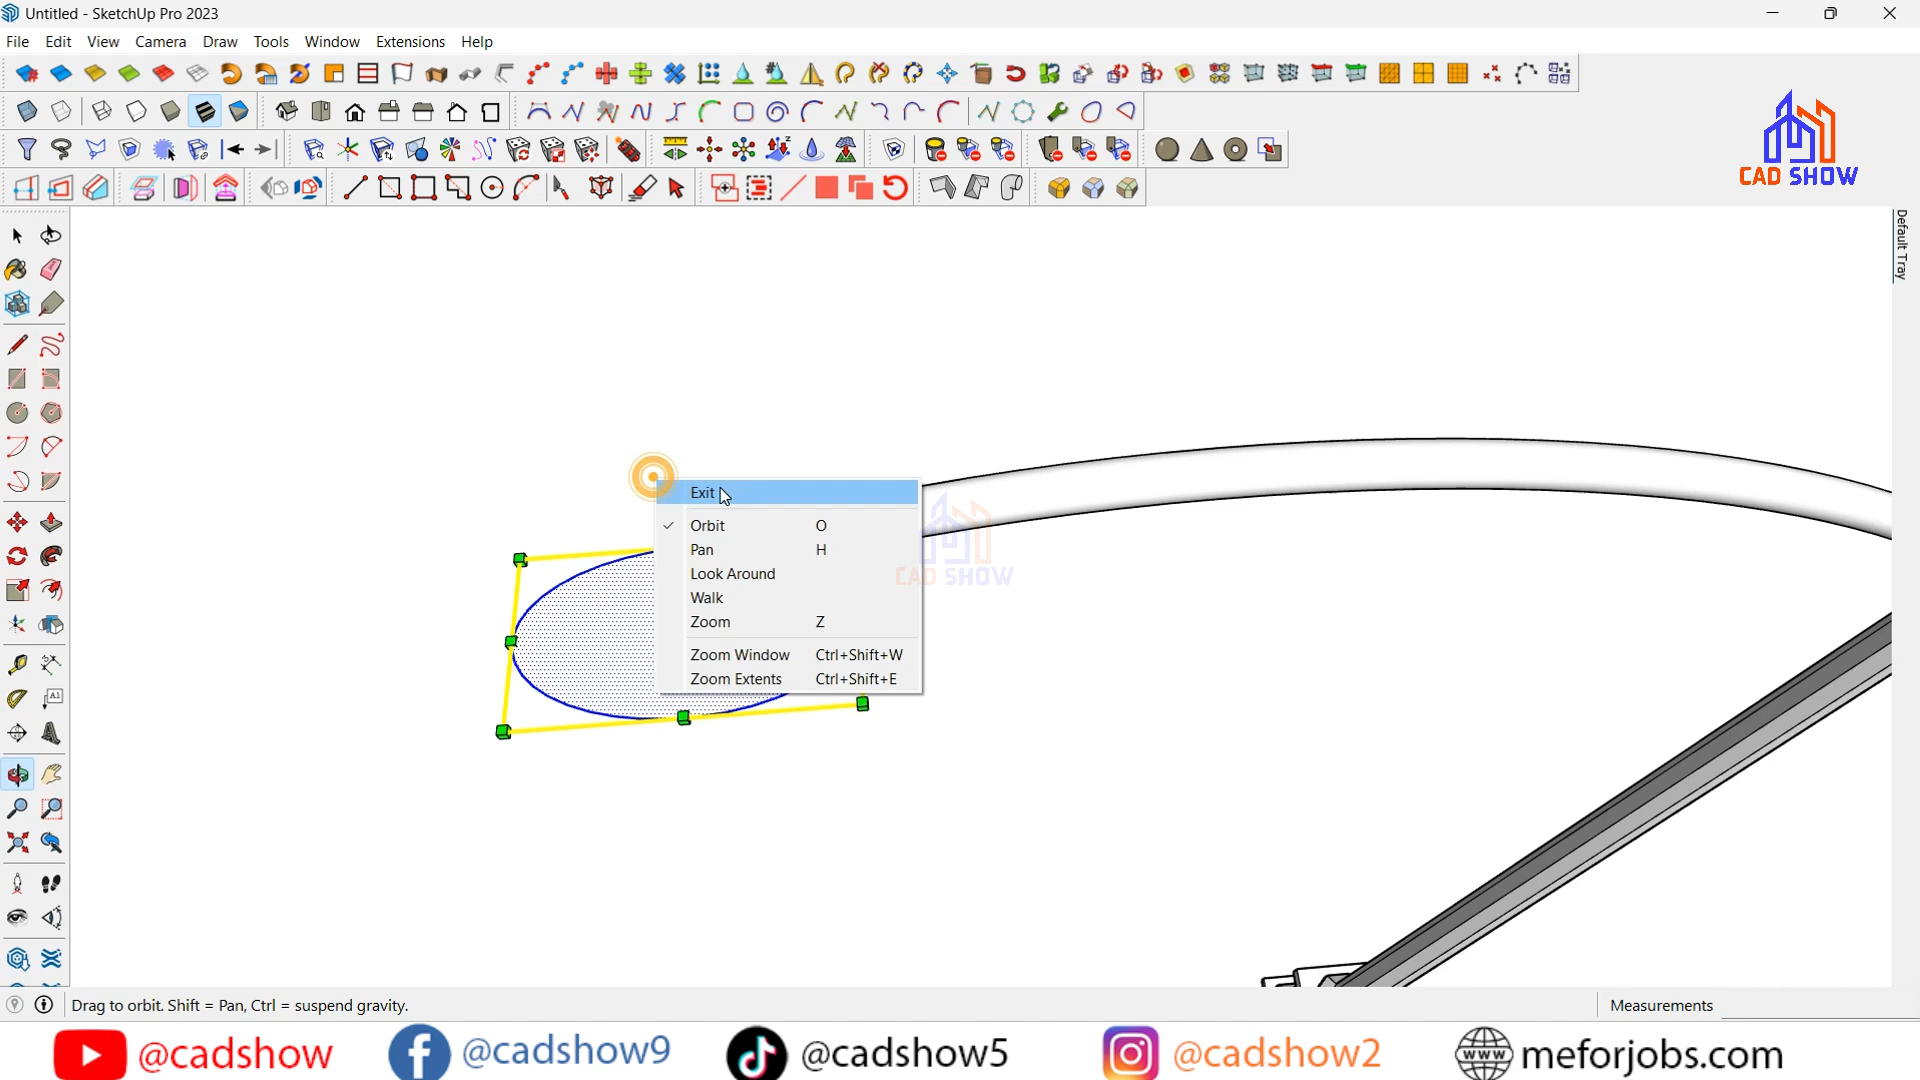 Untitled - SketchUp Pro 2023
File Edit View Camera Draw Tools Window Extensions Help
CAD SHOW
Default Tray
Exit
Orbit O
Pan H
Look Around
Walk
Zoom Z
Zoom Window Ctrl+Shift+W
Zoom Extents Ctrl+Shift+E
CAD SHOW
A1
Drag to orbit. Shift = Pan, Ctrl = suspend gravity.
Measurements
@cadshow
@cadshow9
@cadshow5
@cadshow2
www
meforjobs.com